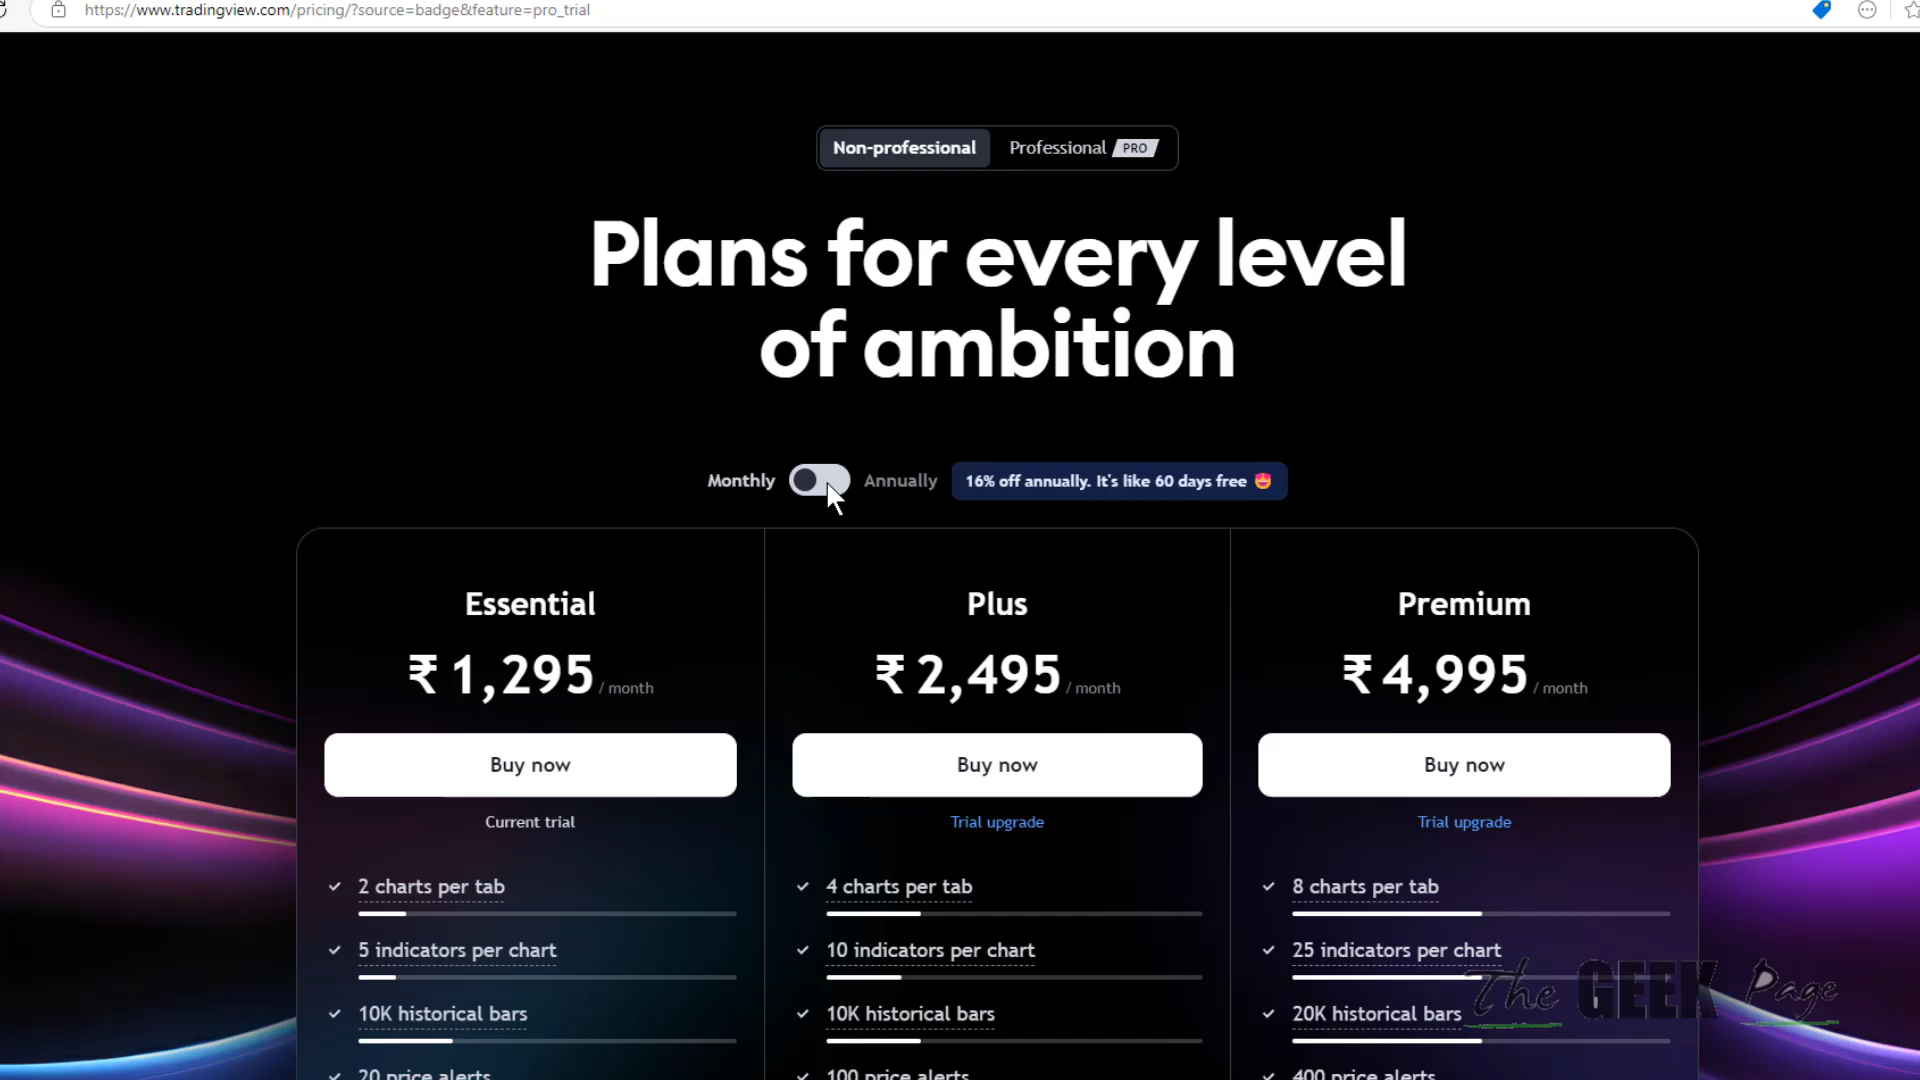 https://www.tradingview.com/pricing/?source=badge&feature=pro_trial
Non-professional Professional PRO
Plans for every level
of ambition
Monthly Annually 16% off annually. It's like 60 days free 😍
Essential Plus Premium
₹ 1,295 / month ₹ 2,495 / month ₹ 4,995 / month
Buy now Buy now Buy now
Current trial Trial upgrade Trial upgrade
2 charts per tab 4 charts per tab 8 charts per tab
5 indicators per chart 10 indicators per chart 25 indicators per chart
The GEEK Page
10K historical bars 10K historical bars 20K historical bars
20 price alerts 100 price alerts 400 price alerts